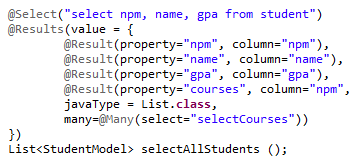 @Select("select npm, name, gpa from student")
@Results(value = {
@Result(property="npm", column="npm"),
@Result(property="name", column="name"),
@Result(property="gpa", column="gpa"),
@Result(property="courses", column="npm",
javaType = List.class,
many=@Many(select="selectCourses"))
})
List<StudentModel> selectAllStudents ();